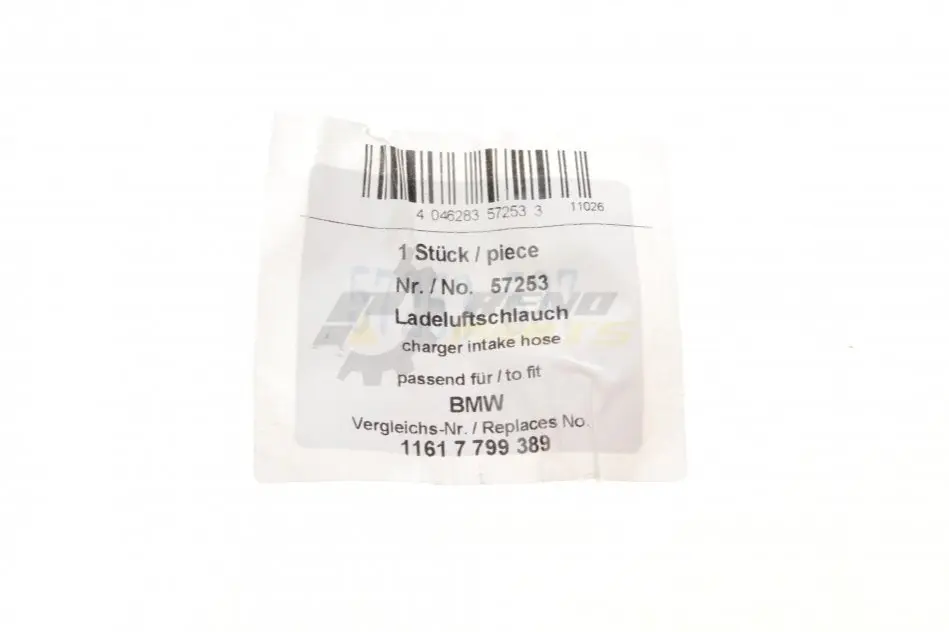 4 046283 57253 3 11026
1 Stück / piece
Nr. / No. 57253
Ladeluftschlauch
charger intake hose
passend für / to fit
BMW
Vergleichs-Nr. / Replaces No.
1161 7 799 389